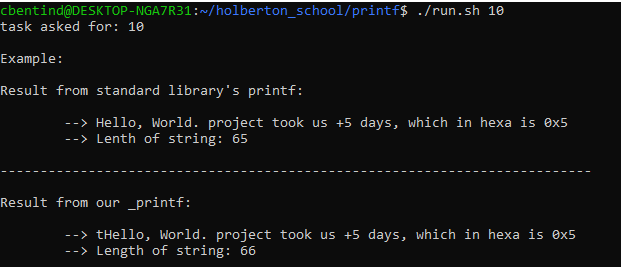 cbentind@DESKTOP-NGA7R31:~/holberton_school/printf$ ./run.sh 10
task asked for: 10
Example:
Result from standard library's printf:
--> Hello, World. project took us +5 days, which in hexa is 0x5
--> Lenth of string: 65
--------------------------------------------------------------------------
Result from our _printf:
--> tHello, World. project took us +5 days, which in hexa is 0x5
--> Length of string: 66